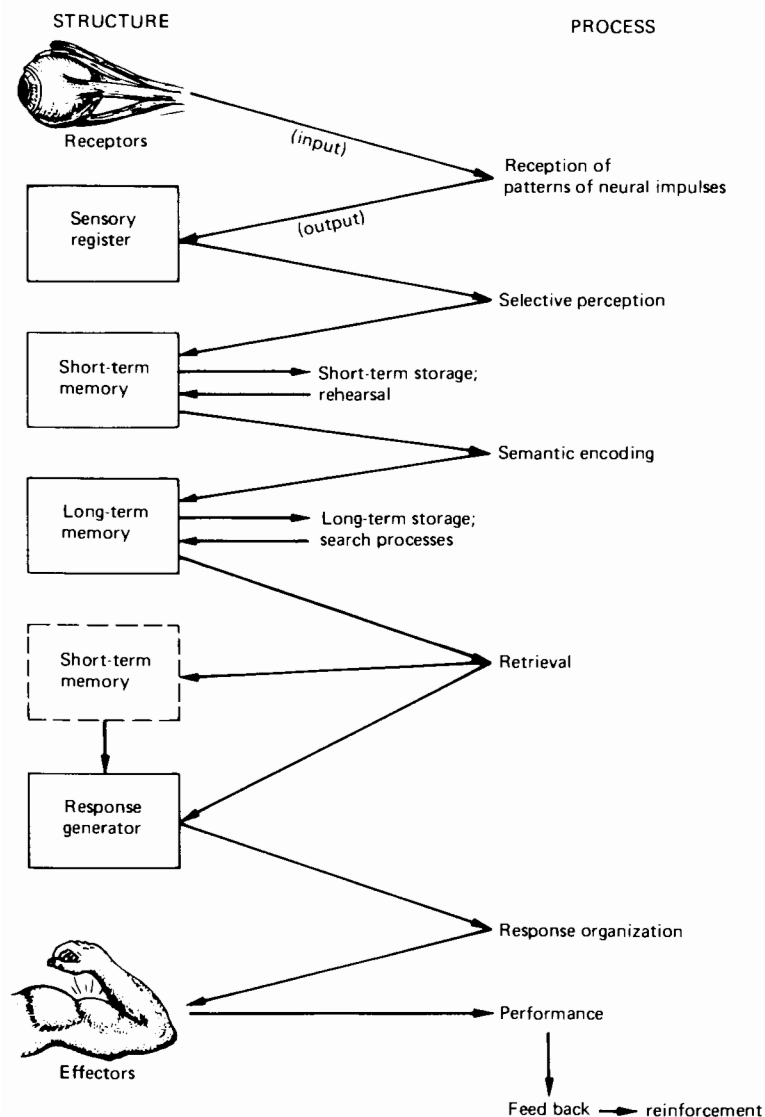 STRUCTURE
PROCESS
Receptors
(input)
Reception of
patterns of neural impulses
Sensory
register
(output)
Selective perception
Short-term
memory
Short-term storage;
rehearsal
Semantic encoding
Long-term
memory
Long-term storage;
search processes
Short-term
memory
Retrieval
Response
generator
Response organization
Performance
Effectors
Feed back
reinforcement